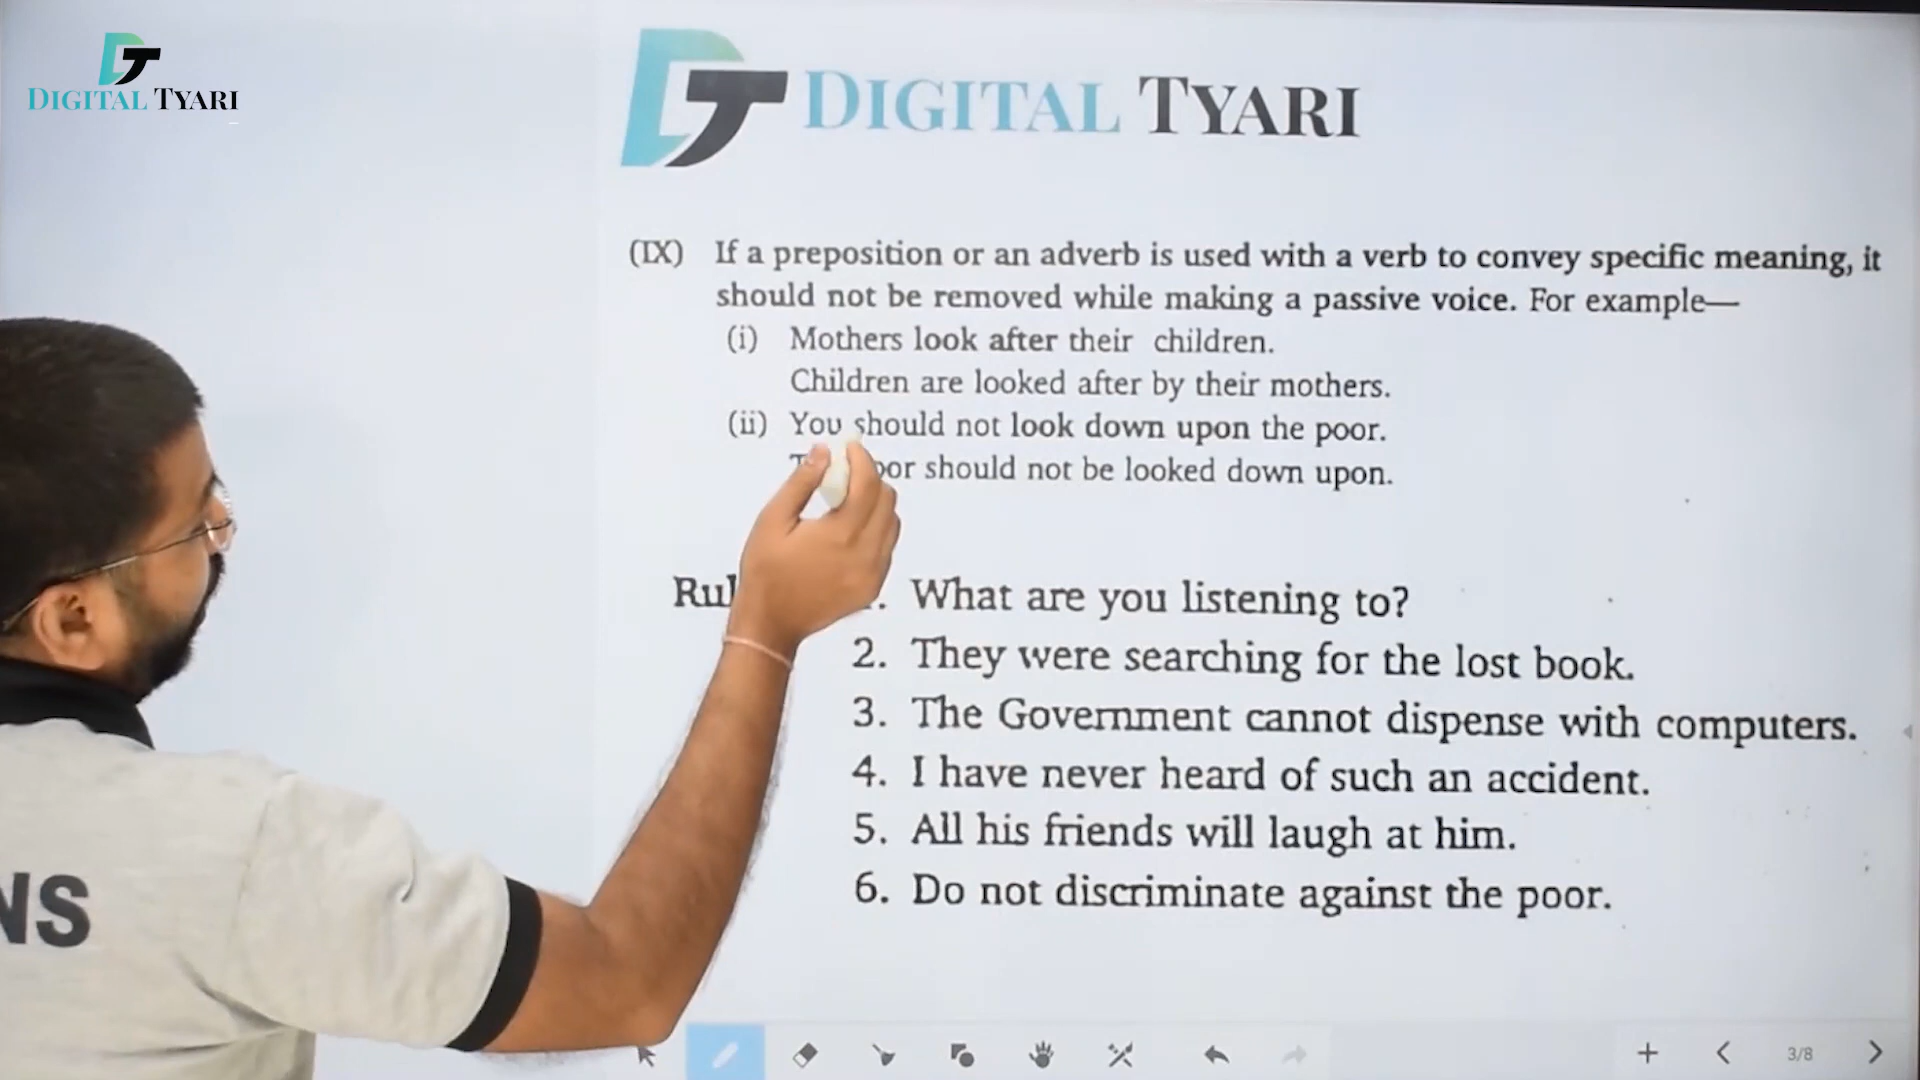 DIGITAL TYARI
DIGITAL TYARI
(IX) If a preposition or an adverb is used with a verb to convey specific meaning, it
should not be removed while making a passive voice. For example—
(i) Mothers look after their children.
Children are looked after by their mothers.
(ii) You should not look down upon the poor.
should not be looked down upon.
What are you listening to?
2. They were searching for the lost book.
3. The Government cannot dispense with computers.
4. I have never heard of such an accident.
5. All his friends will laugh at him.
6. Do not discriminate against the poor.
NS
3/8